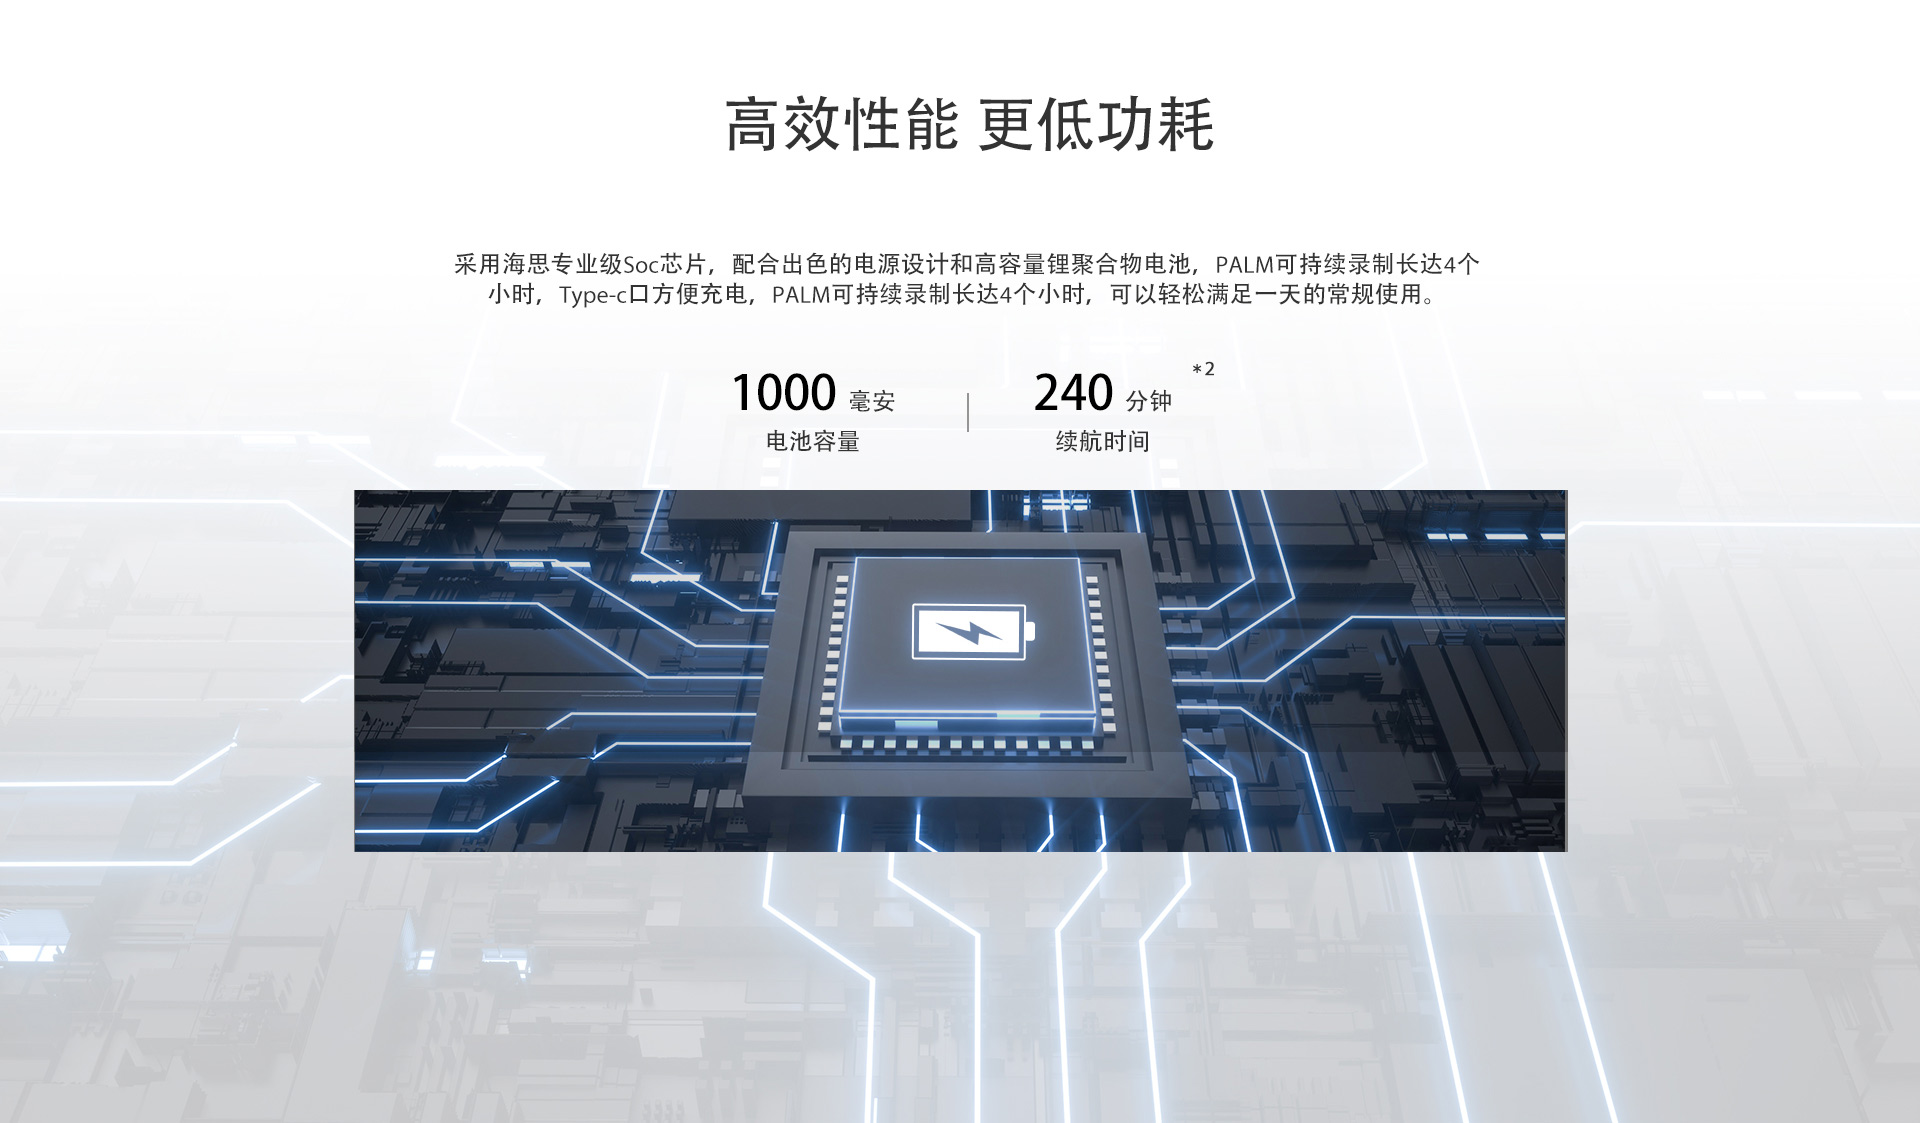 高效性能 更低功耗
采用海思专业级Soc芯片，配合出色的电源设计和高容量锂聚合物电池，PALM可持续录制长达4个
小时，Type-c口方便充电，PALM可持续录制长达4个小时，可以轻松满足一天的常规使用。
1000 毫安
电池容量
240 分钟 *2
续航时间